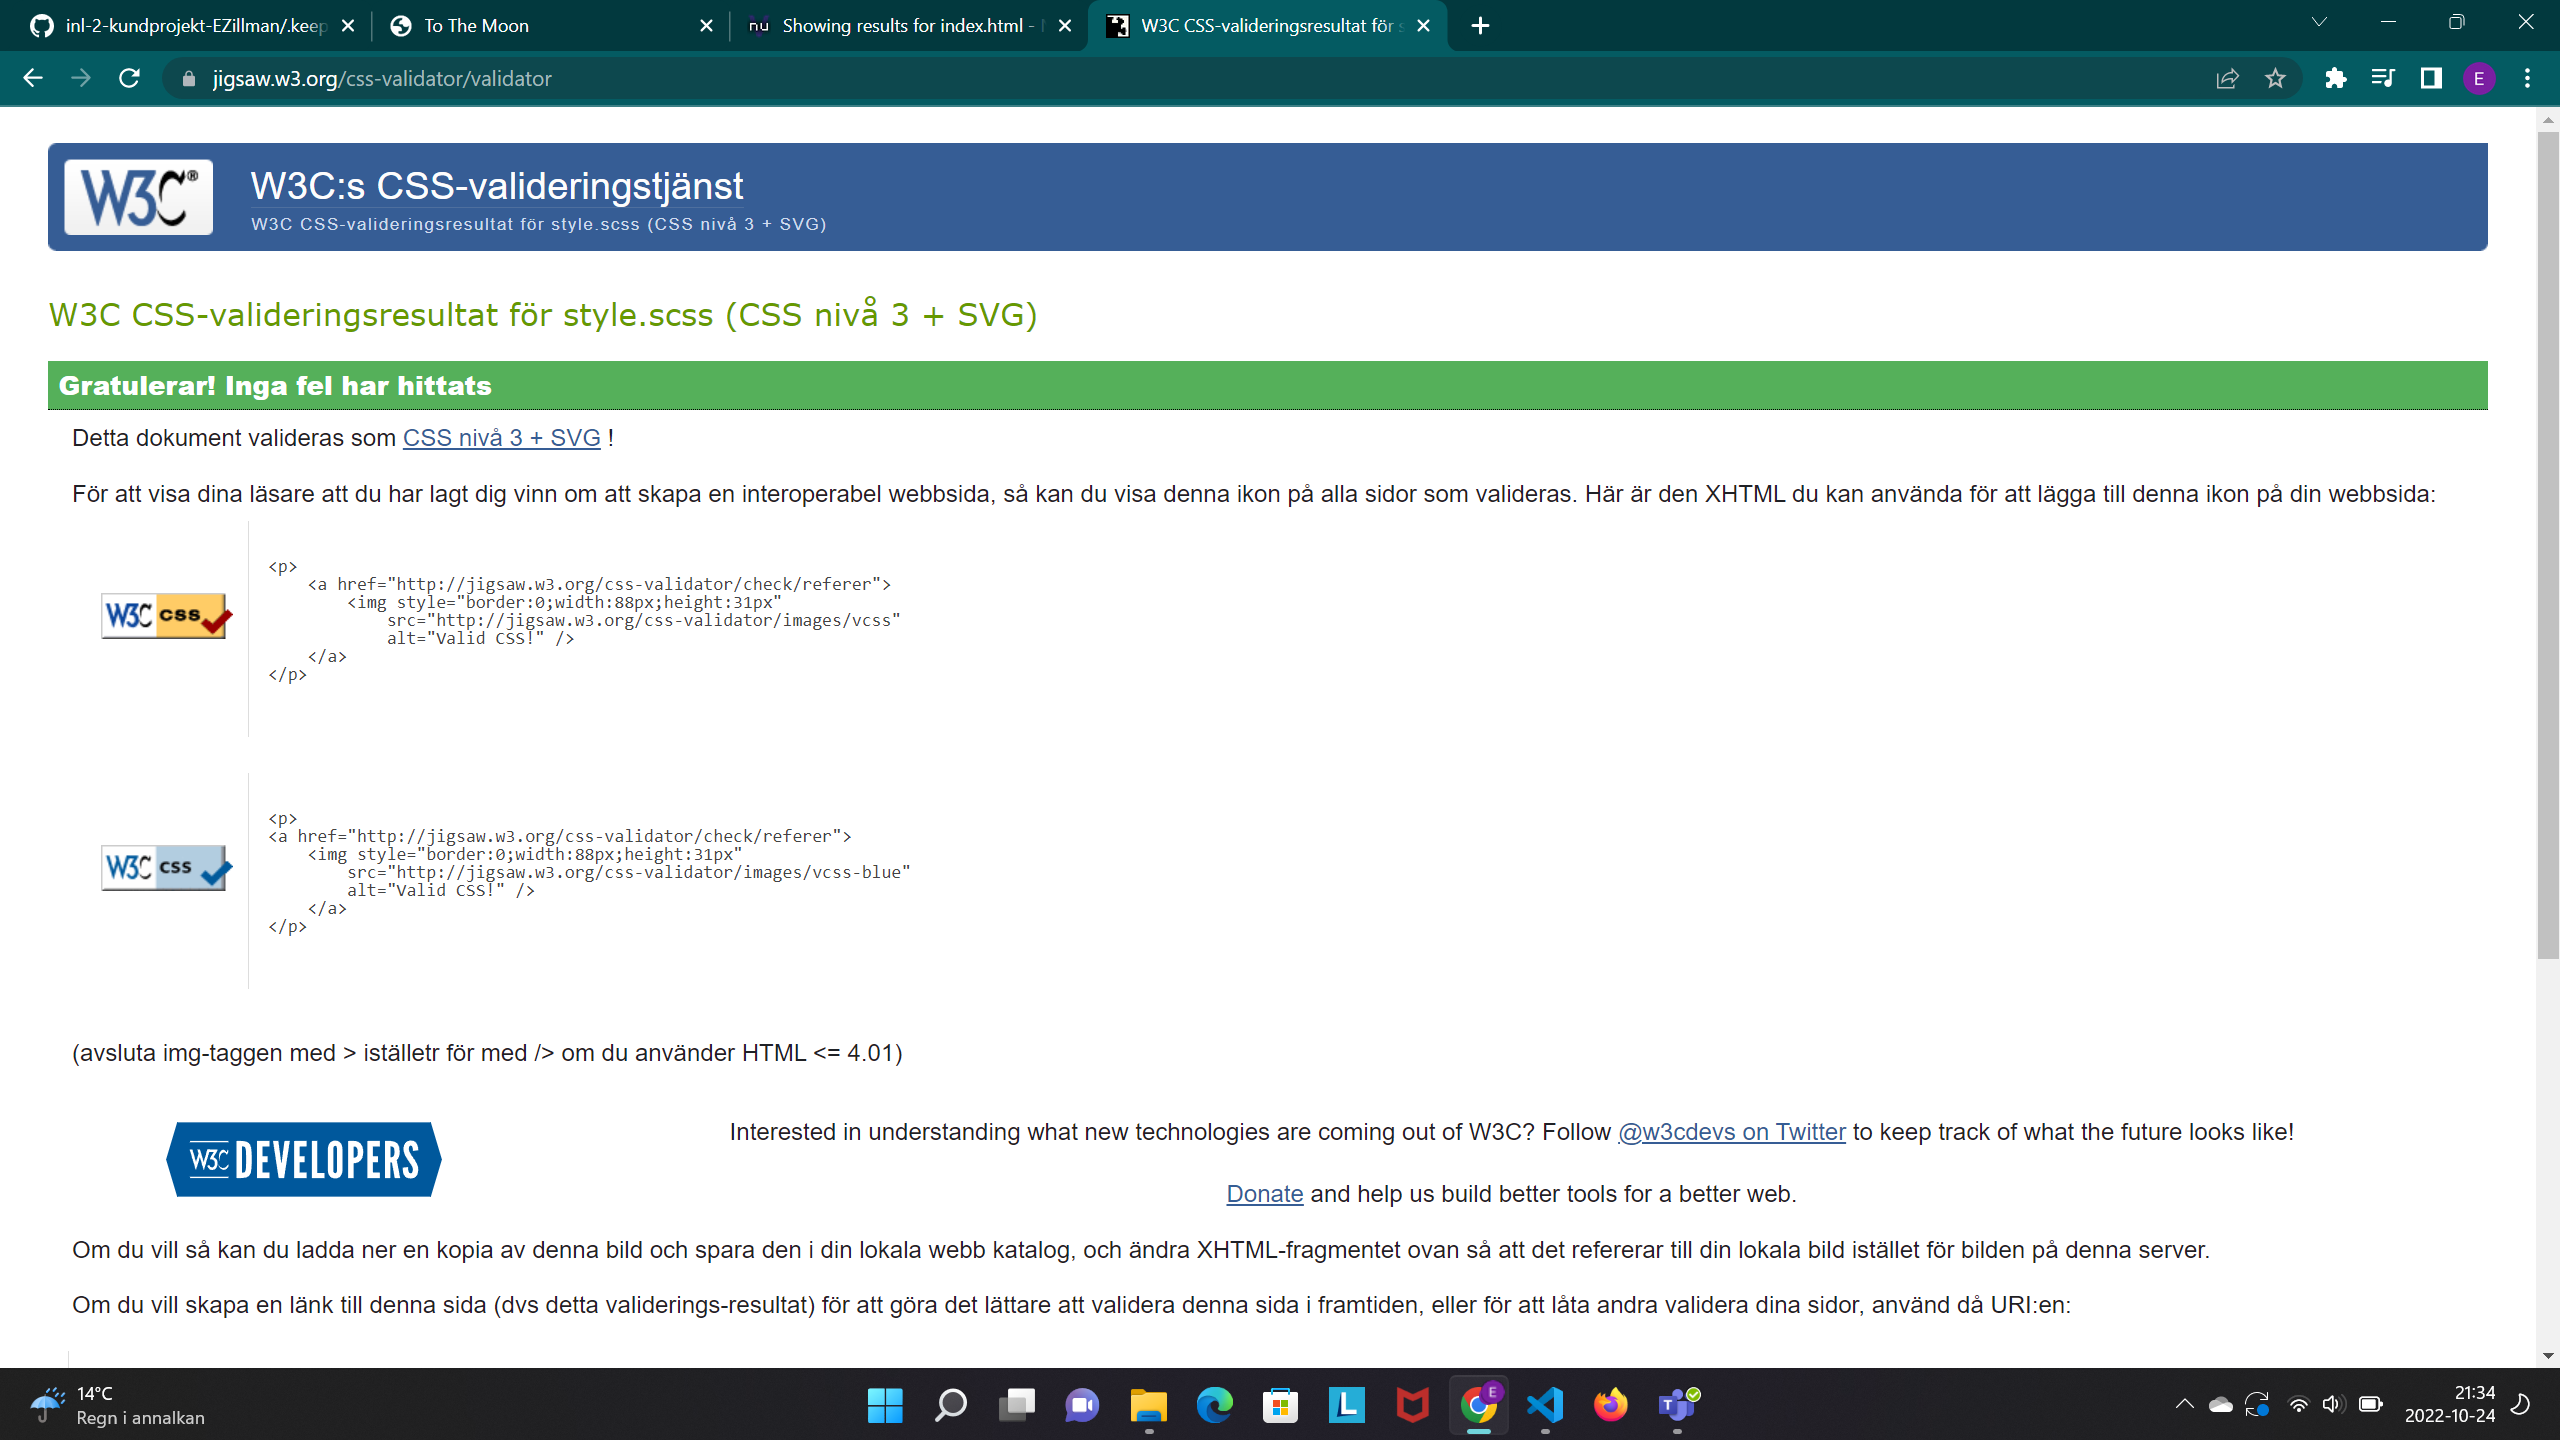 inl-2-kundprojekt-EZillman/.keep
To The Moon
nu
Showing results for index.html -
W3C CSS-valideringsresultat för s
jigsaw.w3.org/css-validator/validator
E
W3C®
W3C:s CSS-valideringstjänst
W3C CSS-valideringsresultat för style.scss (CSS nivå 3 + SVG)
W3C CSS-valideringsresultat för style.scss (CSS nivå 3 + SVG)
Gratulerar! Inga fel har hittats
Detta dokument valideras som CSS nivå 3 + SVG !
För att visa dina läsare att du har lagt dig vinn om att skapa en interoperabel webbsida, så kan du visa denna ikon på alla sidor som valideras. Här är den XHTML du kan använda för att lägga till denna ikon på din webbsida:
W3C css
<p>
<a href="http://jigsaw.w3.org/css-validator/check/referer">
<img style="border:0;width:88px;height:31px"
src="http://jigsaw.w3.org/css-validator/images/vcss"
alt="Valid CSS!" />
</a>
</p>
W3C css
<p>
<a href="http://jigsaw.w3.org/css-validator/check/referer">
<img style="border:0;width:88px;height:31px"
src="http://jigsaw.w3.org/css-validator/images/vcss-blue"
alt="Valid CSS!" />
</a>
</p>
(avsluta img-taggen med > iställetr för med /> om du använder HTML <= 4.01)
W3C DEVELOPERS
Interested in understanding what new technologies are coming out of W3C? Follow @w3cdevs on Twitter to keep track of what the future looks like!
Donate and help us build better tools for a better web.
Om du vill så kan du ladda ner en kopia av denna bild och spara den i din lokala webb katalog, och ändra XHTML-fragmentet ovan så att det refererar till din lokala bild istället för bilden på denna server.
Om du vill skapa en länk till denna sida (dvs detta validerings-resultat) för att göra det lättare att validera denna sida i framtiden, eller för att låta andra validera dina sidor, använd då URI:en:
14°C
Regn i annalkan
L
E
T
21:34
2022-10-24